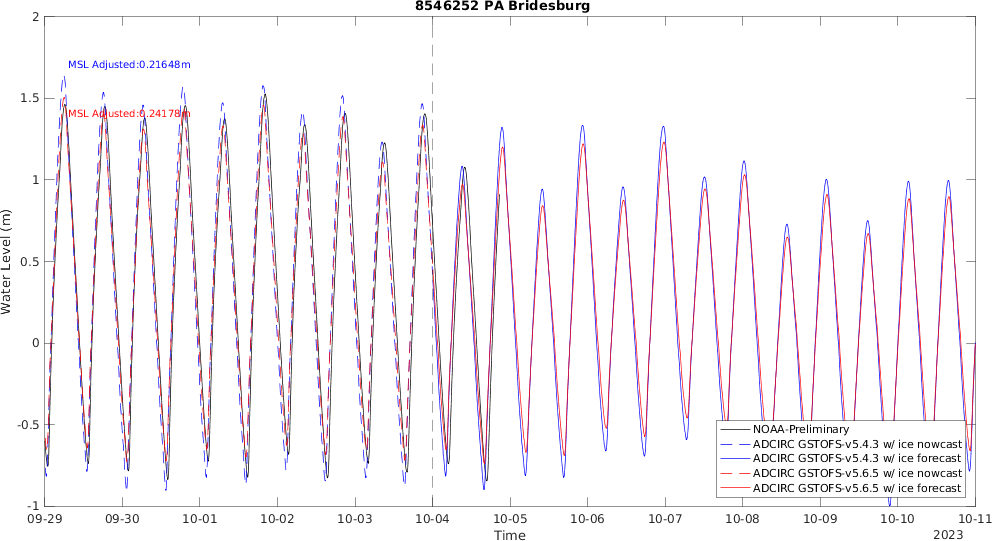 8546252 PA Bridesburg
MSL Adjusted:0.21648m
MSL Adjusted:0.24178m
Water Level (m)
2
1.5
1
0.5
0
-0.5
-1
NOAA-Preliminary
ADCIRC GSTOFS-v5.4.3 w/ ice nowcast
ADCIRC GSTOFS-v5.4.3 w/ ice forecast
ADCIRC GSTOFS-v5.6.5 w/ ice nowcast
ADCIRC GSTOFS-v5.6.5 w/ ice forecast
09-29 09-30 10-01 10-02 10-03 10-04 10-05 10-06 10-07 10-08 10-09 10-10 10-11
Time
2023